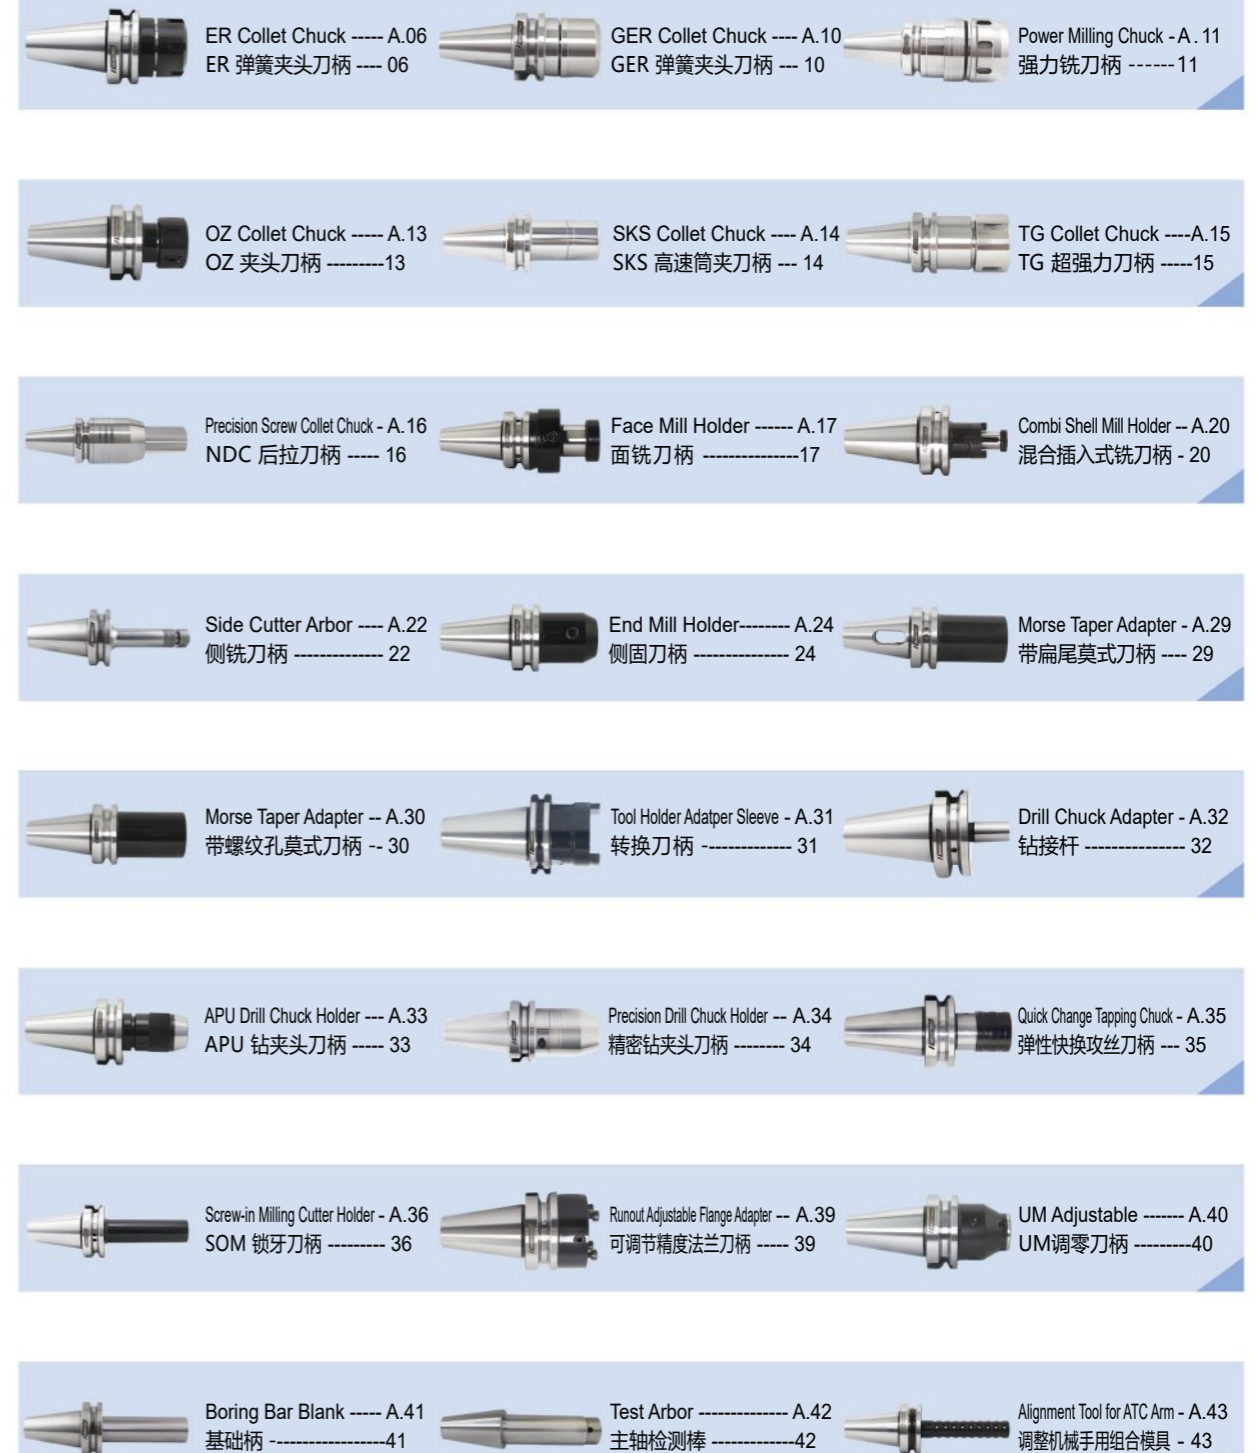 ER Collet Chuck ----- A.06
ER 弹簧夹头刀柄 ---- 06
GER Collet Chuck ---- A.10
GER 弹簧夹头刀柄 --- 10
Power Milling Chuck - A . 11
强力铣刀柄 ------11
OZ Collet Chuck ----- A.13
OZ 夹头刀柄 ---------13
SKS Collet Chuck ---- A.14
SKS 高速筒夹刀柄 --- 14
TG Collet Chuck ----A.15
TG 超强力刀柄 -----15
Precision Screw Collet Chuck - A.16
NDC 后拉刀柄 ----- 16
Face Mill Holder ------ A.17
面铣刀柄 ---------------17
Combi Shell Mill Holder -- A.20
混合插入式铣刀柄 - 20
Side Cutter Arbor ---- A.22
侧铣刀柄 -------------- 22
End Mill Holder-------- A.24
侧固刀柄 --------------- 24
Morse Taper Adapter - A.29
带扁尾莫式刀柄 ---- 29
Morse Taper Adapter -- A.30
带螺纹孔莫式刀柄 -- 30
Tool Holder Adatper Sleeve - A.31
转换刀柄 -------------- 31
Drill Chuck Adapter - A.32
钻接杆 --------------- 32
APU Drill Chuck Holder --- A.33
APU 钻夹头刀柄 ----- 33
Precision Drill Chuck Holder -- A.34
精密钻夹头刀柄 -------- 34
Quick Change Tapping Chuck - A.35
弹性快换攻丝刀柄 --- 35
Screw-in Milling Cutter Holder - A.36
SOM 锁牙刀柄 --------- 36
Runout Adjustable Flange Adapter -- A.39
可调节精度法兰刀柄 ----- 39
UM Adjustable ------- A.40
UM调零刀柄 ---------40
Boring Bar Blank ----- A.41
基础柄 -----------------41
Test Arbor -------------- A.42
主轴检测棒 -------------42
Alignment Tool for ATC Arm - A.43
调整机械手用组合模具 - 43